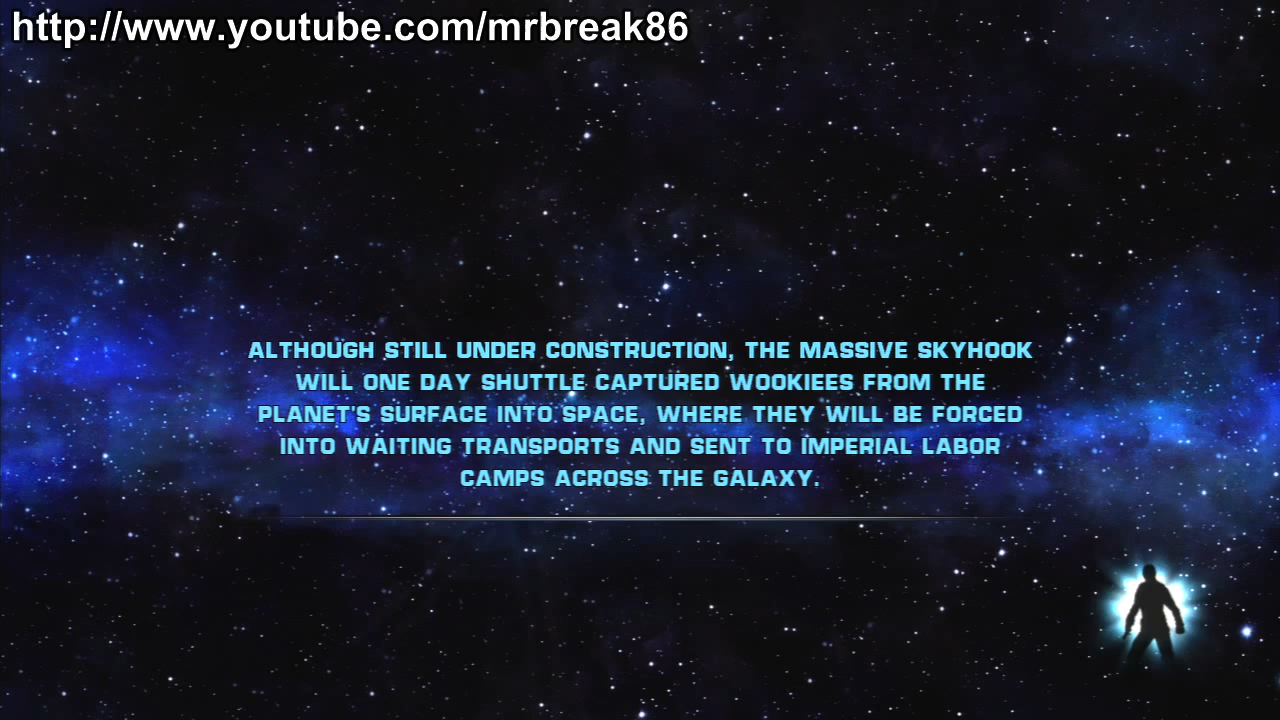 http://www.youtube.com/mrbreak86
ALTHOUGH STILL UNDER CONSTRUCTION, THE MASSIVE SKYHOOK
WILL ONE DAY SHUTTLE CAPTURED WOOKIEES FROM THE
PLANET'S SURFACE INTO SPACE, WHERE THEY WILL BE FORCED
INTO WAITING TRANSPORTS AND SENT TO IMPERIAL LABOR
CAMPS ACROSS THE GALAXY.